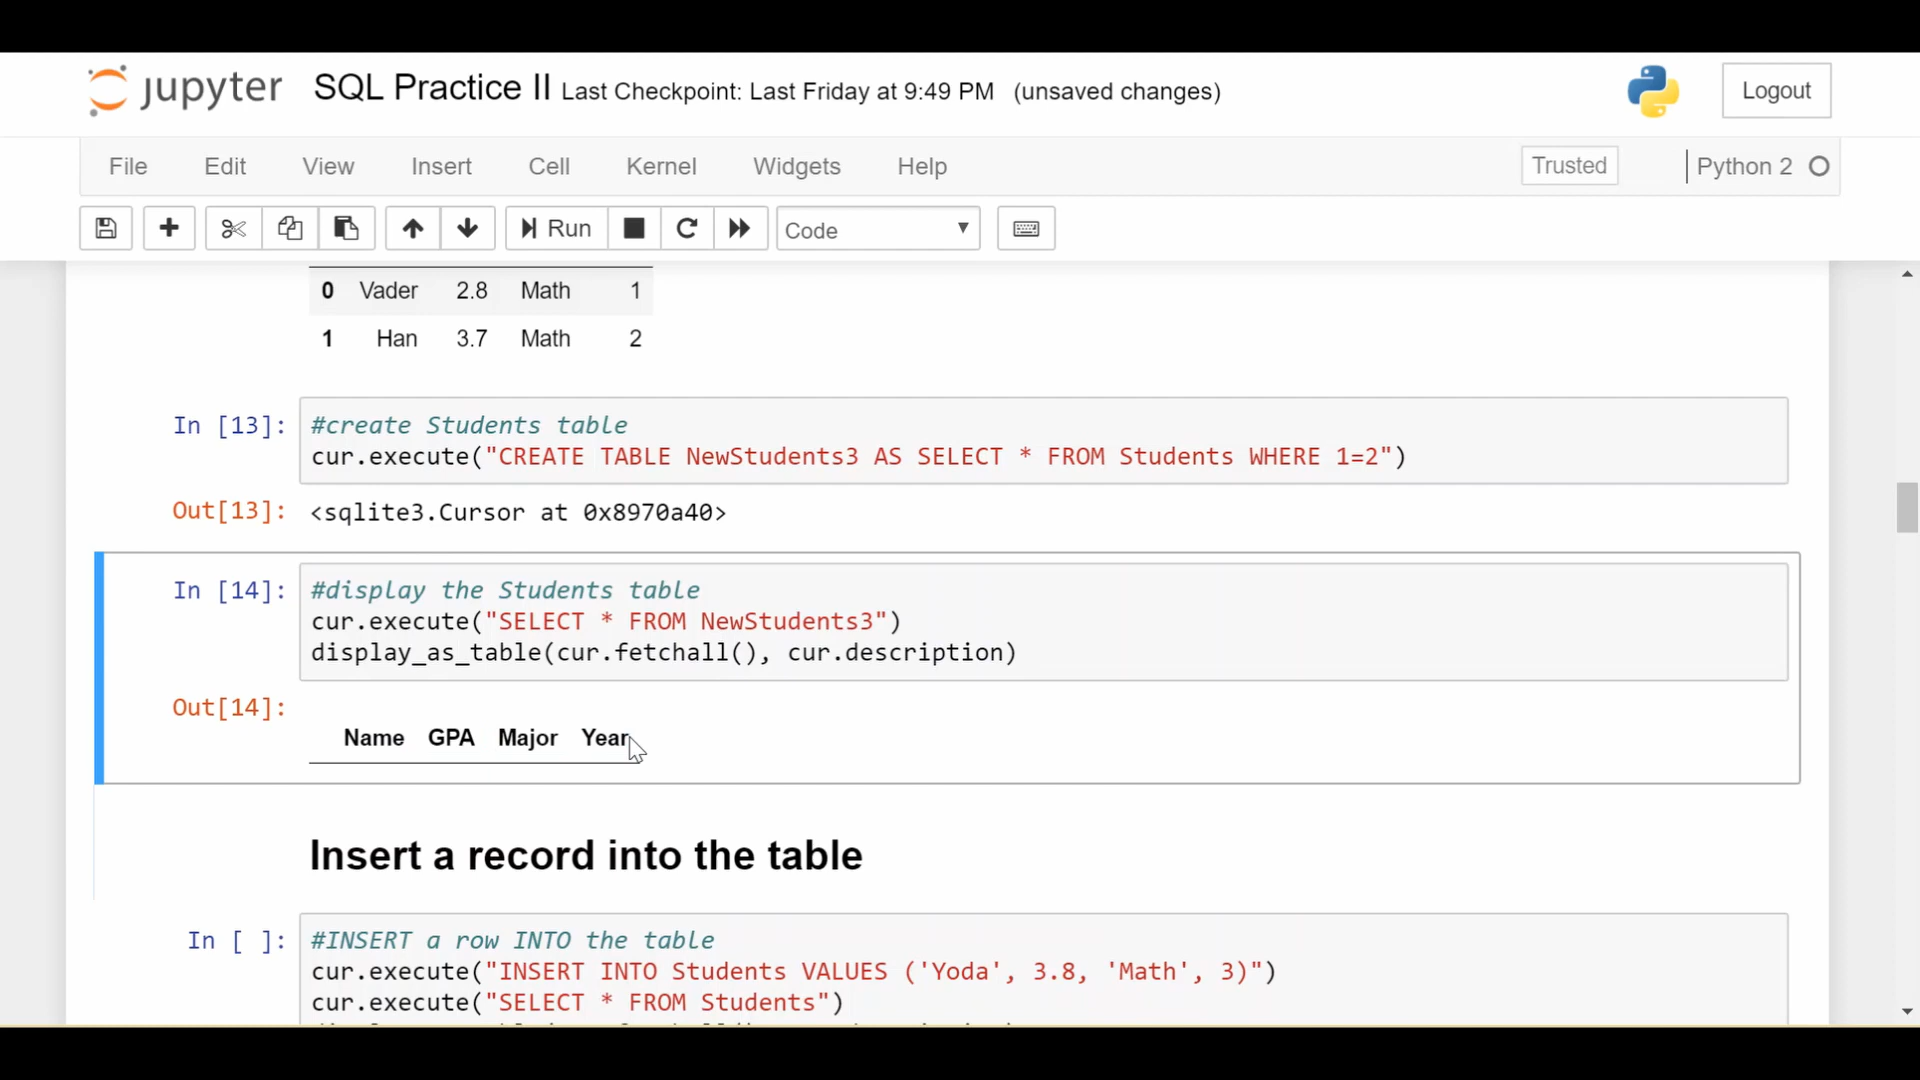 jupyter SQL Practice II Last Checkpoint: Last Friday at 9:49 PM (unsaved changes) Logout
File Edit View Insert Cell Kernel Widgets Help Trusted Python 2
Run Code
0 Vader 2.8 Math 1
1 Han 3.7 Math 2
In [13]: #create Students table
cur.execute("CREATE TABLE NewStudents3 AS SELECT * FROM Students WHERE 1=2")
Out[13]: <sqlite3.Cursor at 0x8970a40>
In [14]: #display the Students table
cur.execute("SELECT * FROM NewStudents3")
display_as_table(cur.fetchall(), cur.description)
Out[14]:
Name GPA Major Year
Insert a record into the table
In [ ]: #INSERT a row INTO the table
cur.execute("INSERT INTO Students VALUES ('Yoda', 3.8, 'Math', 3)")
cur.execute("SELECT * FROM Students")